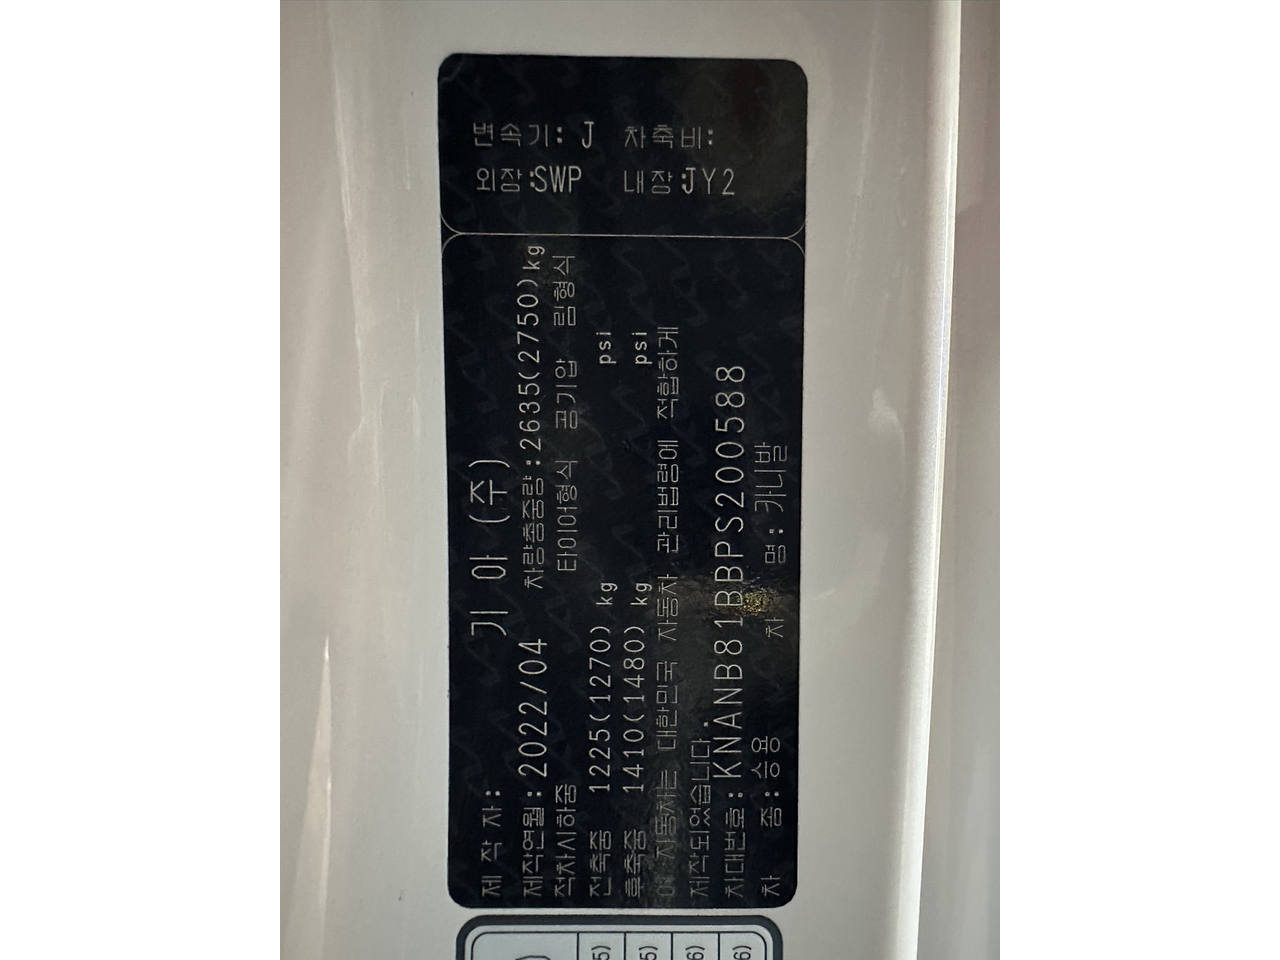 변속기: J 차축비:
외장:SWP 내장:JY2
제 작 자: 기 아 (주)
제작연월:2022/04 차량총중량:2635(2750)kg
적차시하중 타이어형식 공기압 림형식
전축중 1225(1270) kg psi
후축중 1410(1480) kg psi
이 자동차는 대한민국 자동차 관리법령에 적합하게
제작되었습니다.
차대번호:KNANB81BBPS200588
차 종:승용 차 명:카니발
5)
5)
6)
6)